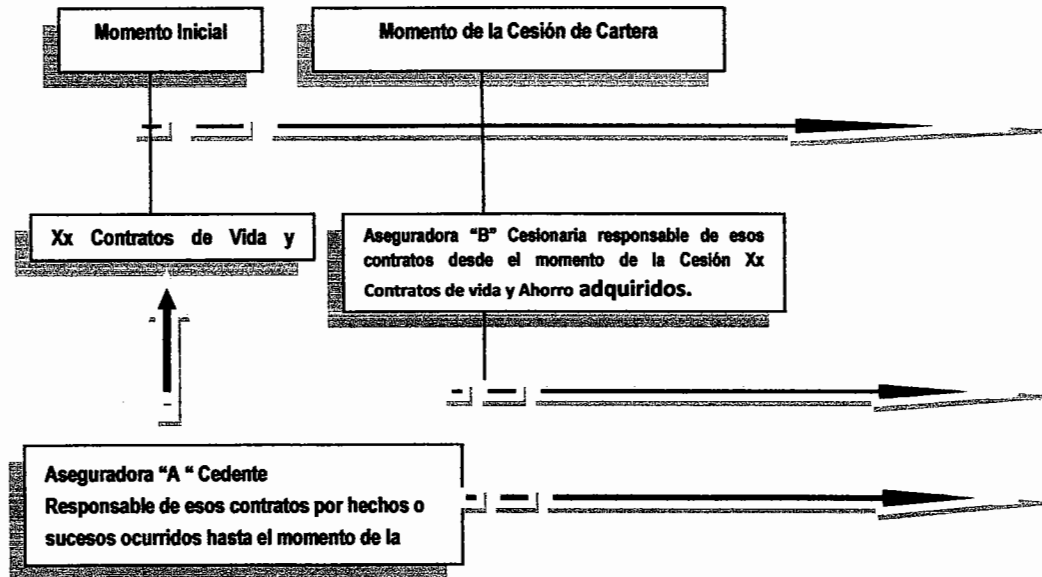 Momento Inicial
Momento de la Cesión de Cartera
Xx Contratos de Vida y
Aseguradora "B" Cesionaria responsable de esos
contratos desde el momento de la Cesión Xx
Contratos de vida y Ahorro adquiridos.
Aseguradora "A " Cedente
Responsable de esos contratos por hechos o
sucesos ocurridos hasta el momento de la